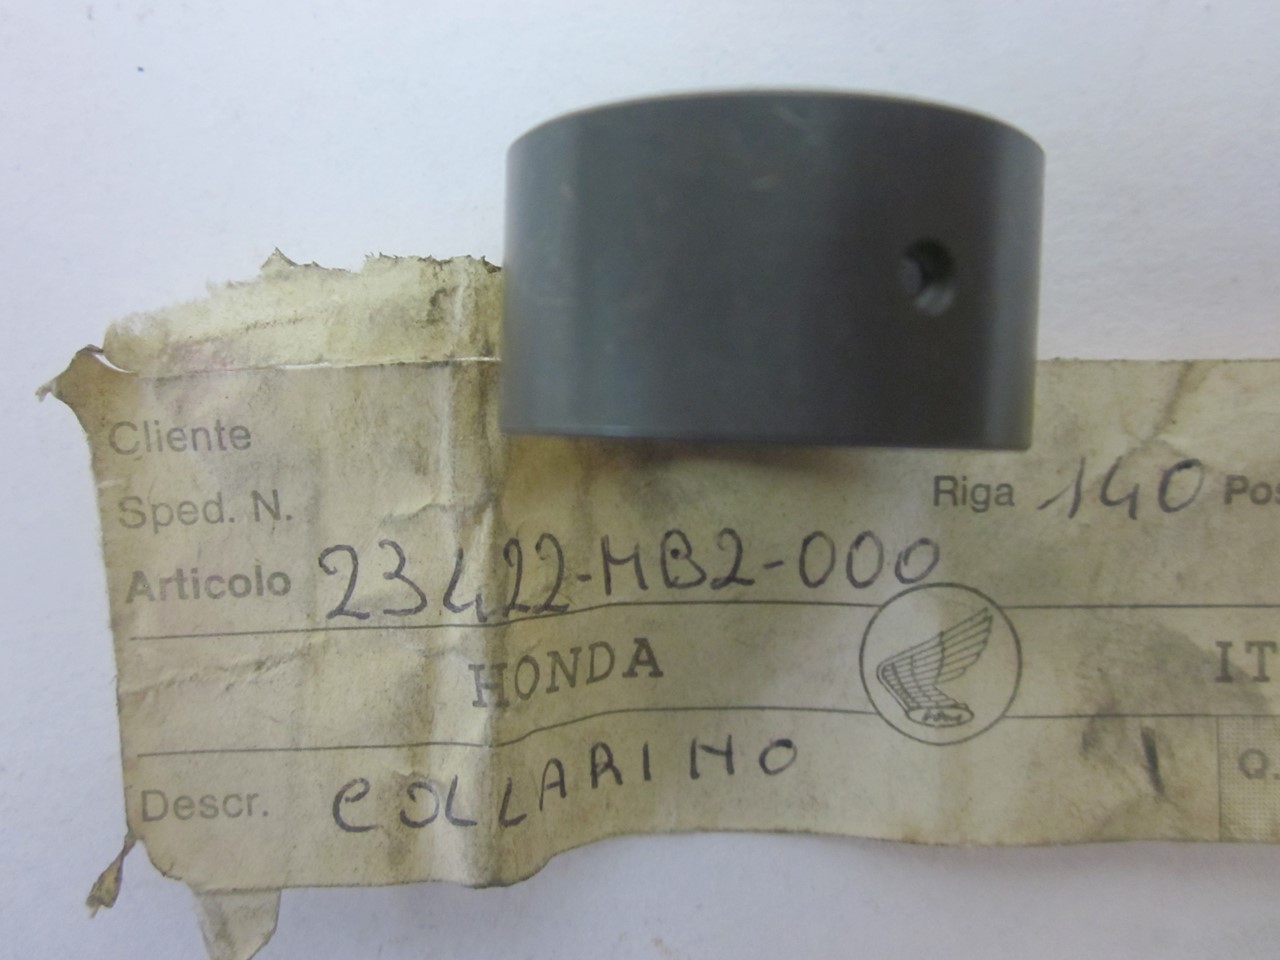 Cliente
Sped. N.
Riga 140 Pos
Articolo 23422-MB2-000
HONDA IT
Descr. COLLARINO 1 Q.